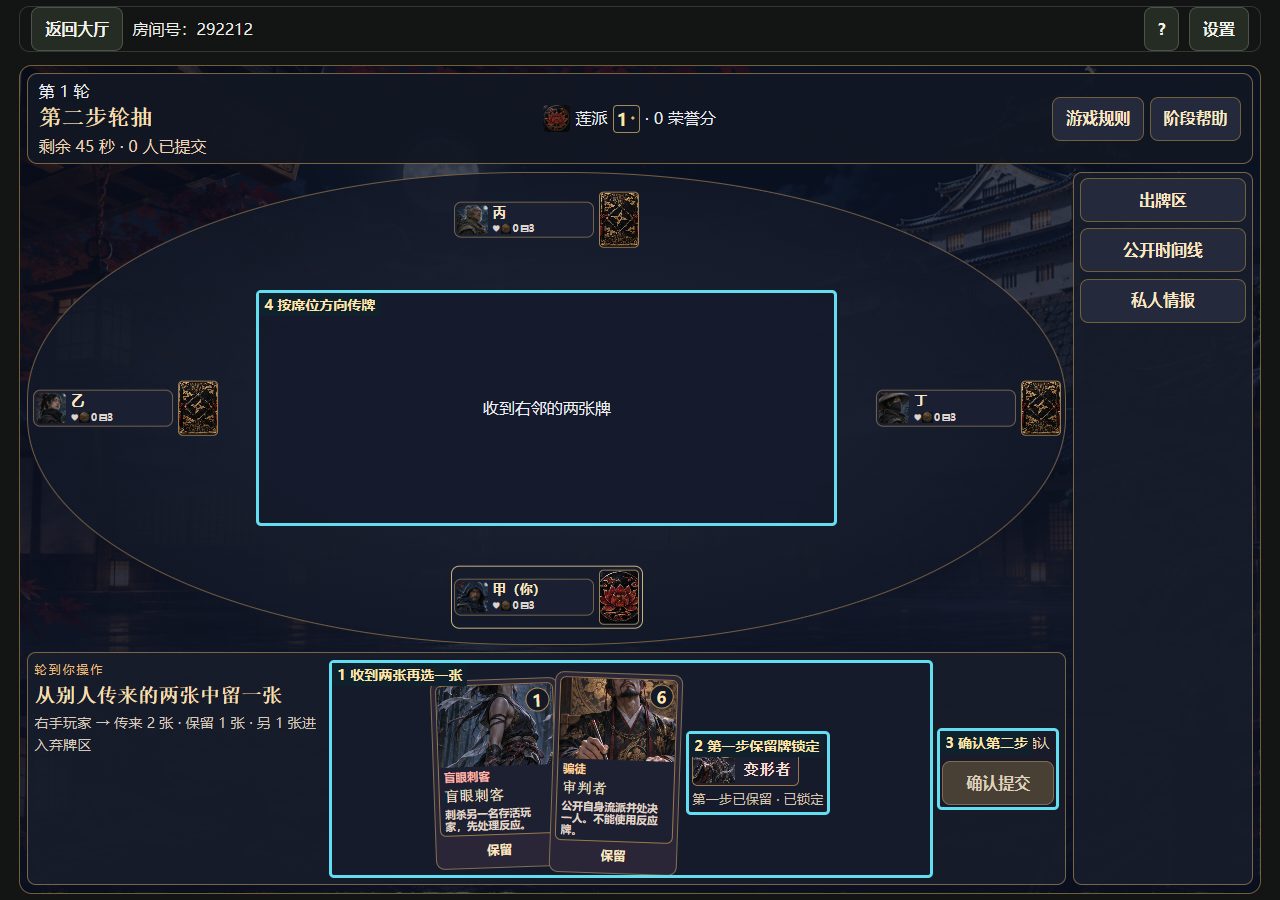 返回大厅
房间号：292212
?
设置
第 1 轮
第二步轮抽
剩余 45 秒 · 0 人已提交
莲派 1 · · 0 荣誉分
游戏规则
阶段帮助
出牌区
公开时间线
私人情报
丙
0 3
4 按席位方向传牌
收到右邻的两张牌
乙
0 3
丁
0 3
甲（你）
0 3
轮到你操作
从别人传来的两张中留一张
右手玩家 → 传来 2 张 · 保留 1 张 · 另 1 张进
入弃牌区
1 收到两张再选一张
1
盲眼刺客
盲眼刺客
刺杀另一名存活玩
家，先处理反应。
保留
6
骗徒
审判者
公开自身流派并处决
一人。不能使用反应
牌。
保留
2 第一步保留牌锁定
变形者
第一步已保留 · 已锁定
3 确认第二步
确认提交